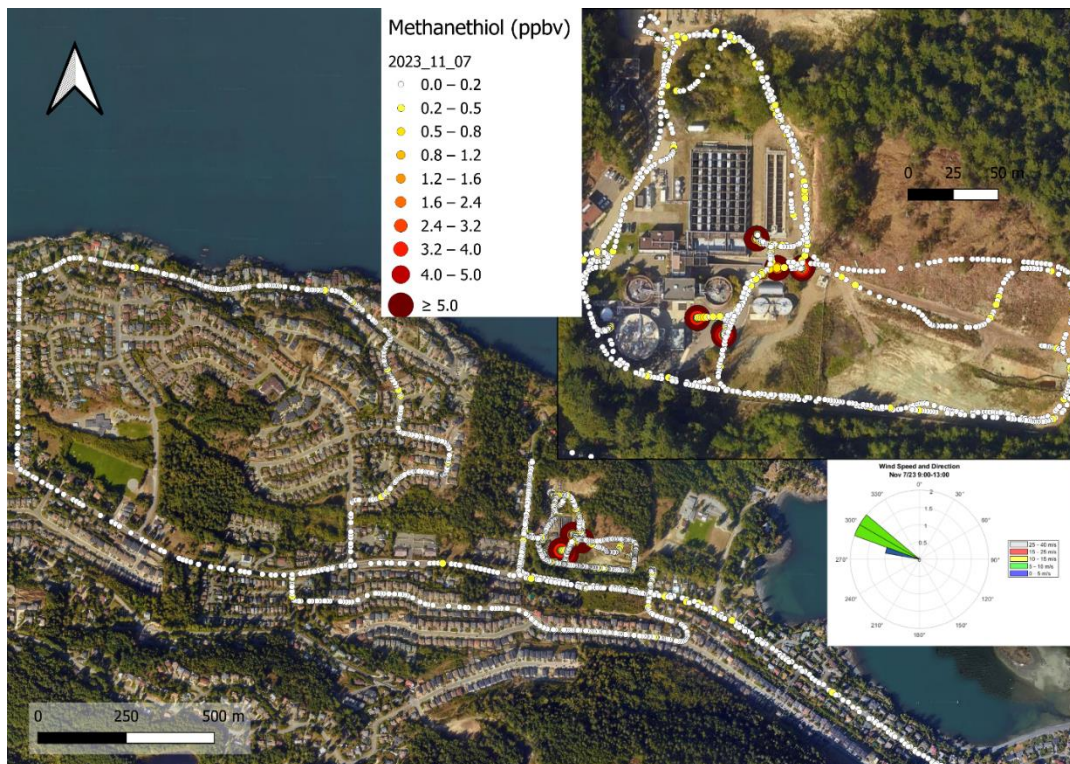 Methanethiol (ppbv)
2023_11_07
0.0 – 0.2
0.2 – 0.5
0.5 – 0.8
0.8 – 1.2
1.2 – 1.6
1.6 – 2.4
2.4 – 3.2
3.2 – 4.0
4.0 – 5.0
≥ 5.0
0 25 50 m
Wind Speed and Direction
Nov 7/23 9:00-13:00
0°
330° 2 30°
1.5
300° 1 60°
0.5
270° 90°
240° 120°
210° 150°
180°
25 – 40 m/s
15 – 25 m/s
10 – 15 m/s
5 – 10 m/s
0 – 5 m/s
0 250 500 m